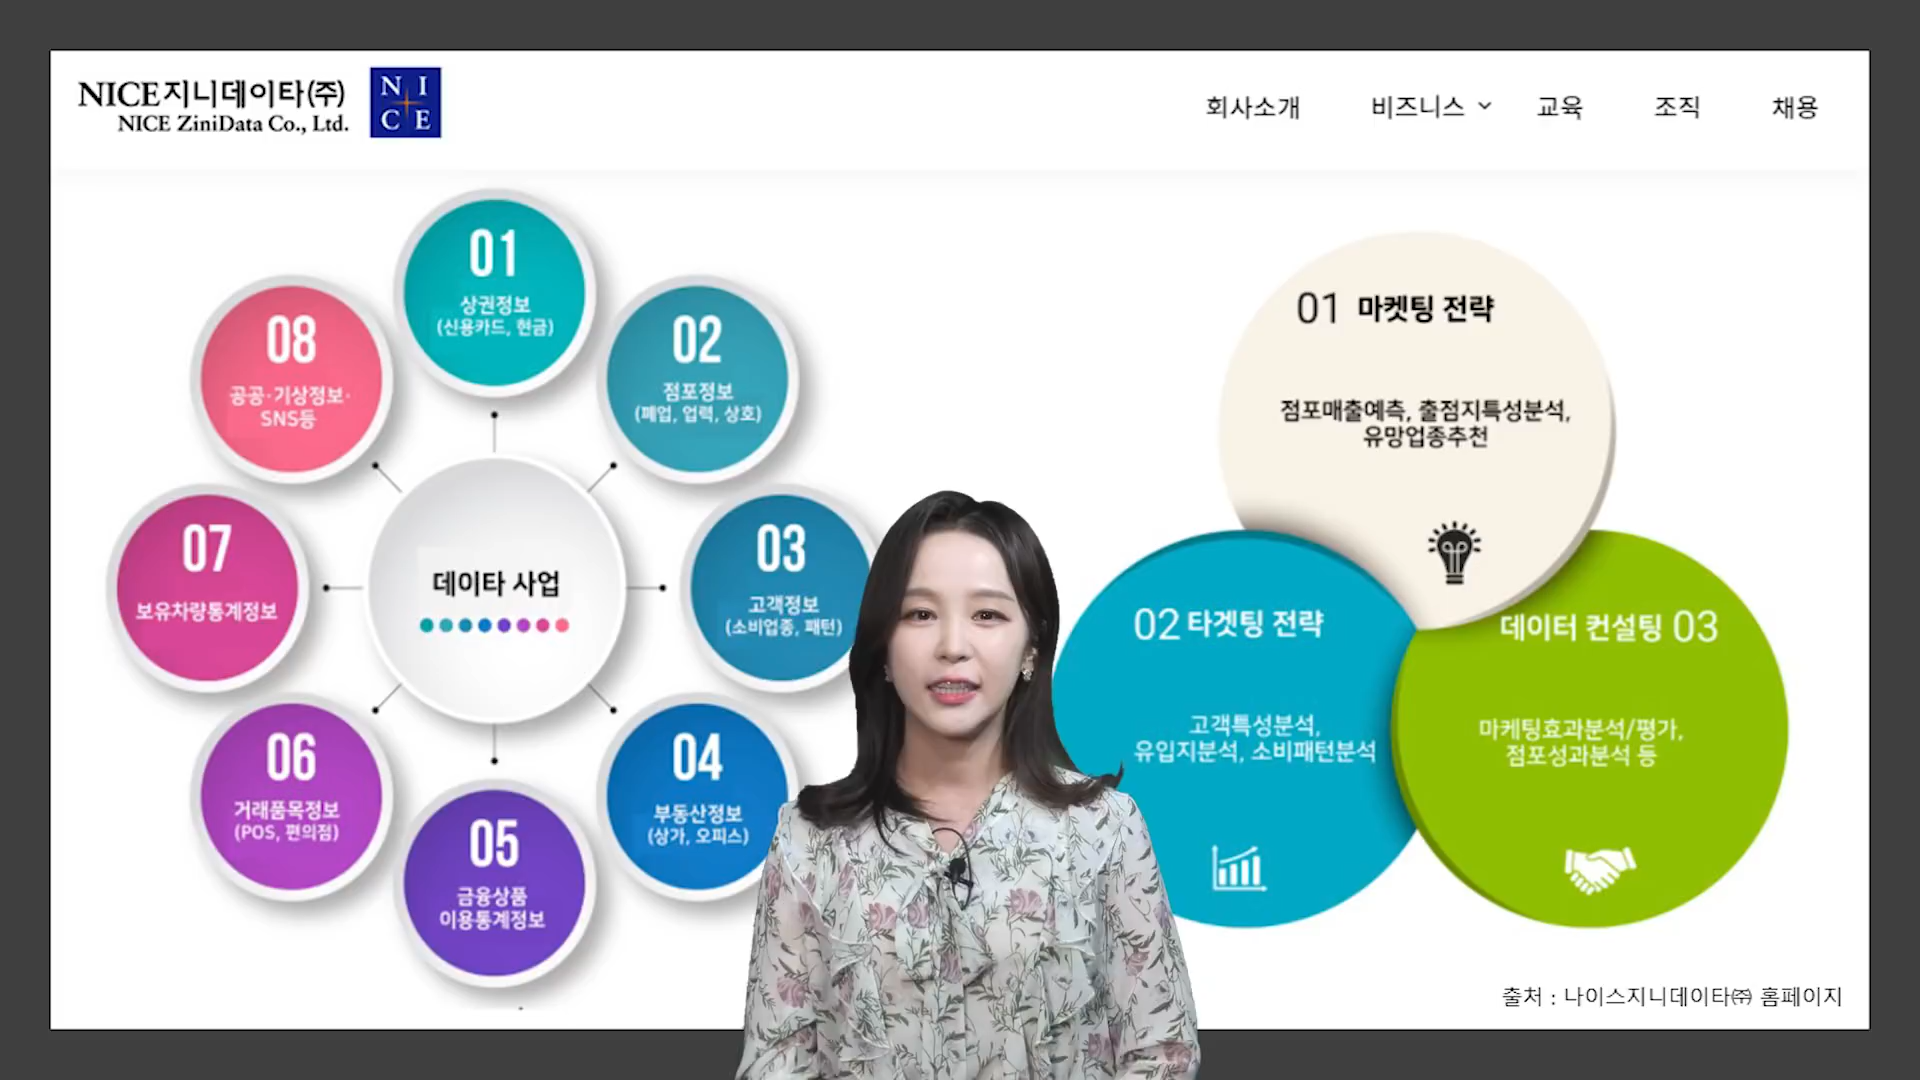 NICE지니데이타(주)
NICE ZiniData Co., Ltd.
N I
C E
회사소개
비즈니스
교육
조직
채용
01
상권정보
(신용카드, 현금)
02
점포정보
(폐업, 업력, 상호)
03
고객정보
(소비업종, 패턴)
04
부동산정보
(상가, 오피스)
05
금융상품
이용통계정보
06
거래품목정보
(POS, 편의점)
07
보유차량통계정보
08
공공·기상정보·
SNS등
데이타 사업
01 마켓팅 전략
점포매출예측, 출점지특성분석,
유망업종추천
02 타겟팅 전략
고객특성분석,
유입지분석, 소비패턴분석
데이터 컨설팅 03
마케팅효과분석/평가,
점포성과분석 등
출처 : 나이스지니데이타㈜ 홈페이지